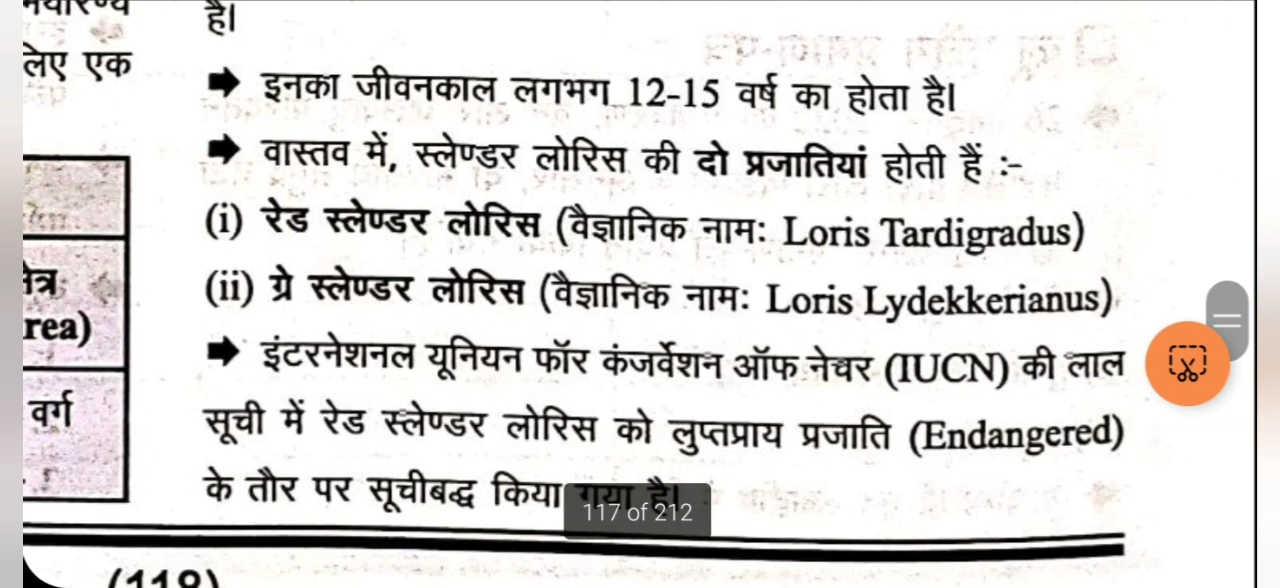 है।
लिए एक
➡ इनका जीवनकाल लगभग 12-15 वर्ष का होता है।
➡ वास्तव में, स्लेण्डर लोरिस की दो प्रजातियां होती हैं :-
(i) रेड स्लेण्डर लोरिस (वैज्ञानिक नाम: Loris Tardigradus)
(ii) ग्रे स्लेण्डर लोरिस (वैज्ञानिक नाम: Loris Lydekkerianus)
➡ इंटरनेशनल यूनियन फॉर कंजर्वेशन ऑफ नेचर (IUCN) की लाल
सूची में रेड स्लेण्डर लोरिस को लुप्तप्राय प्रजाति (Endangered)
के तौर पर सूचीबद्ध किया गया है।
rea)
वर्ग
117 of 212